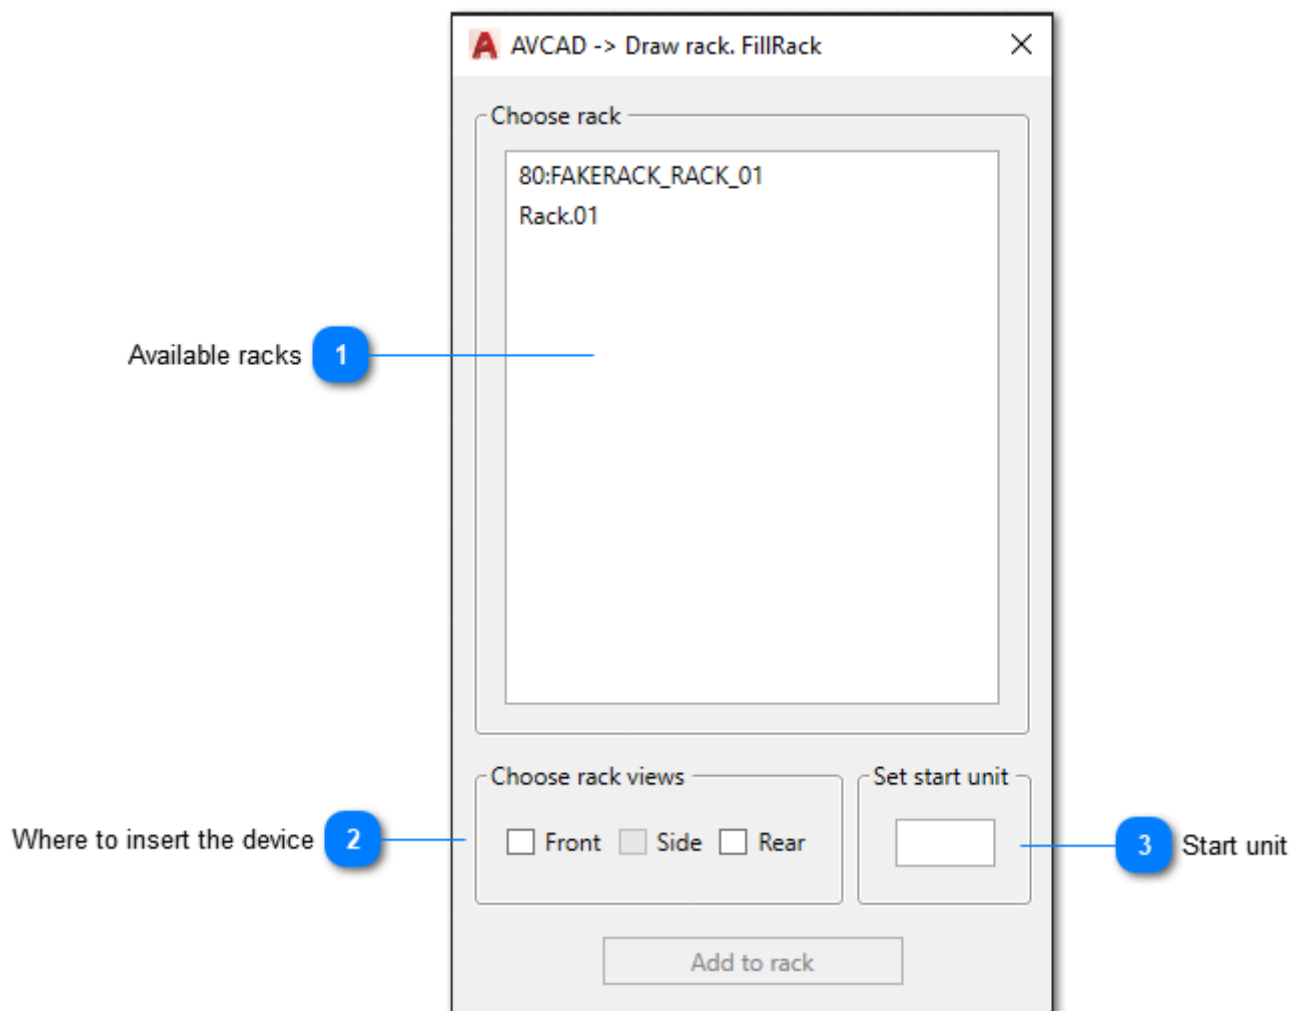 AVCAD -> Draw rack. FillRack
Choose rack
80:FAKERACK_RACK_01
Rack.01
Available racks 1
Choose rack views
Set start unit
Where to insert the device 2
Front Side Rear
3 Start unit
Add to rack